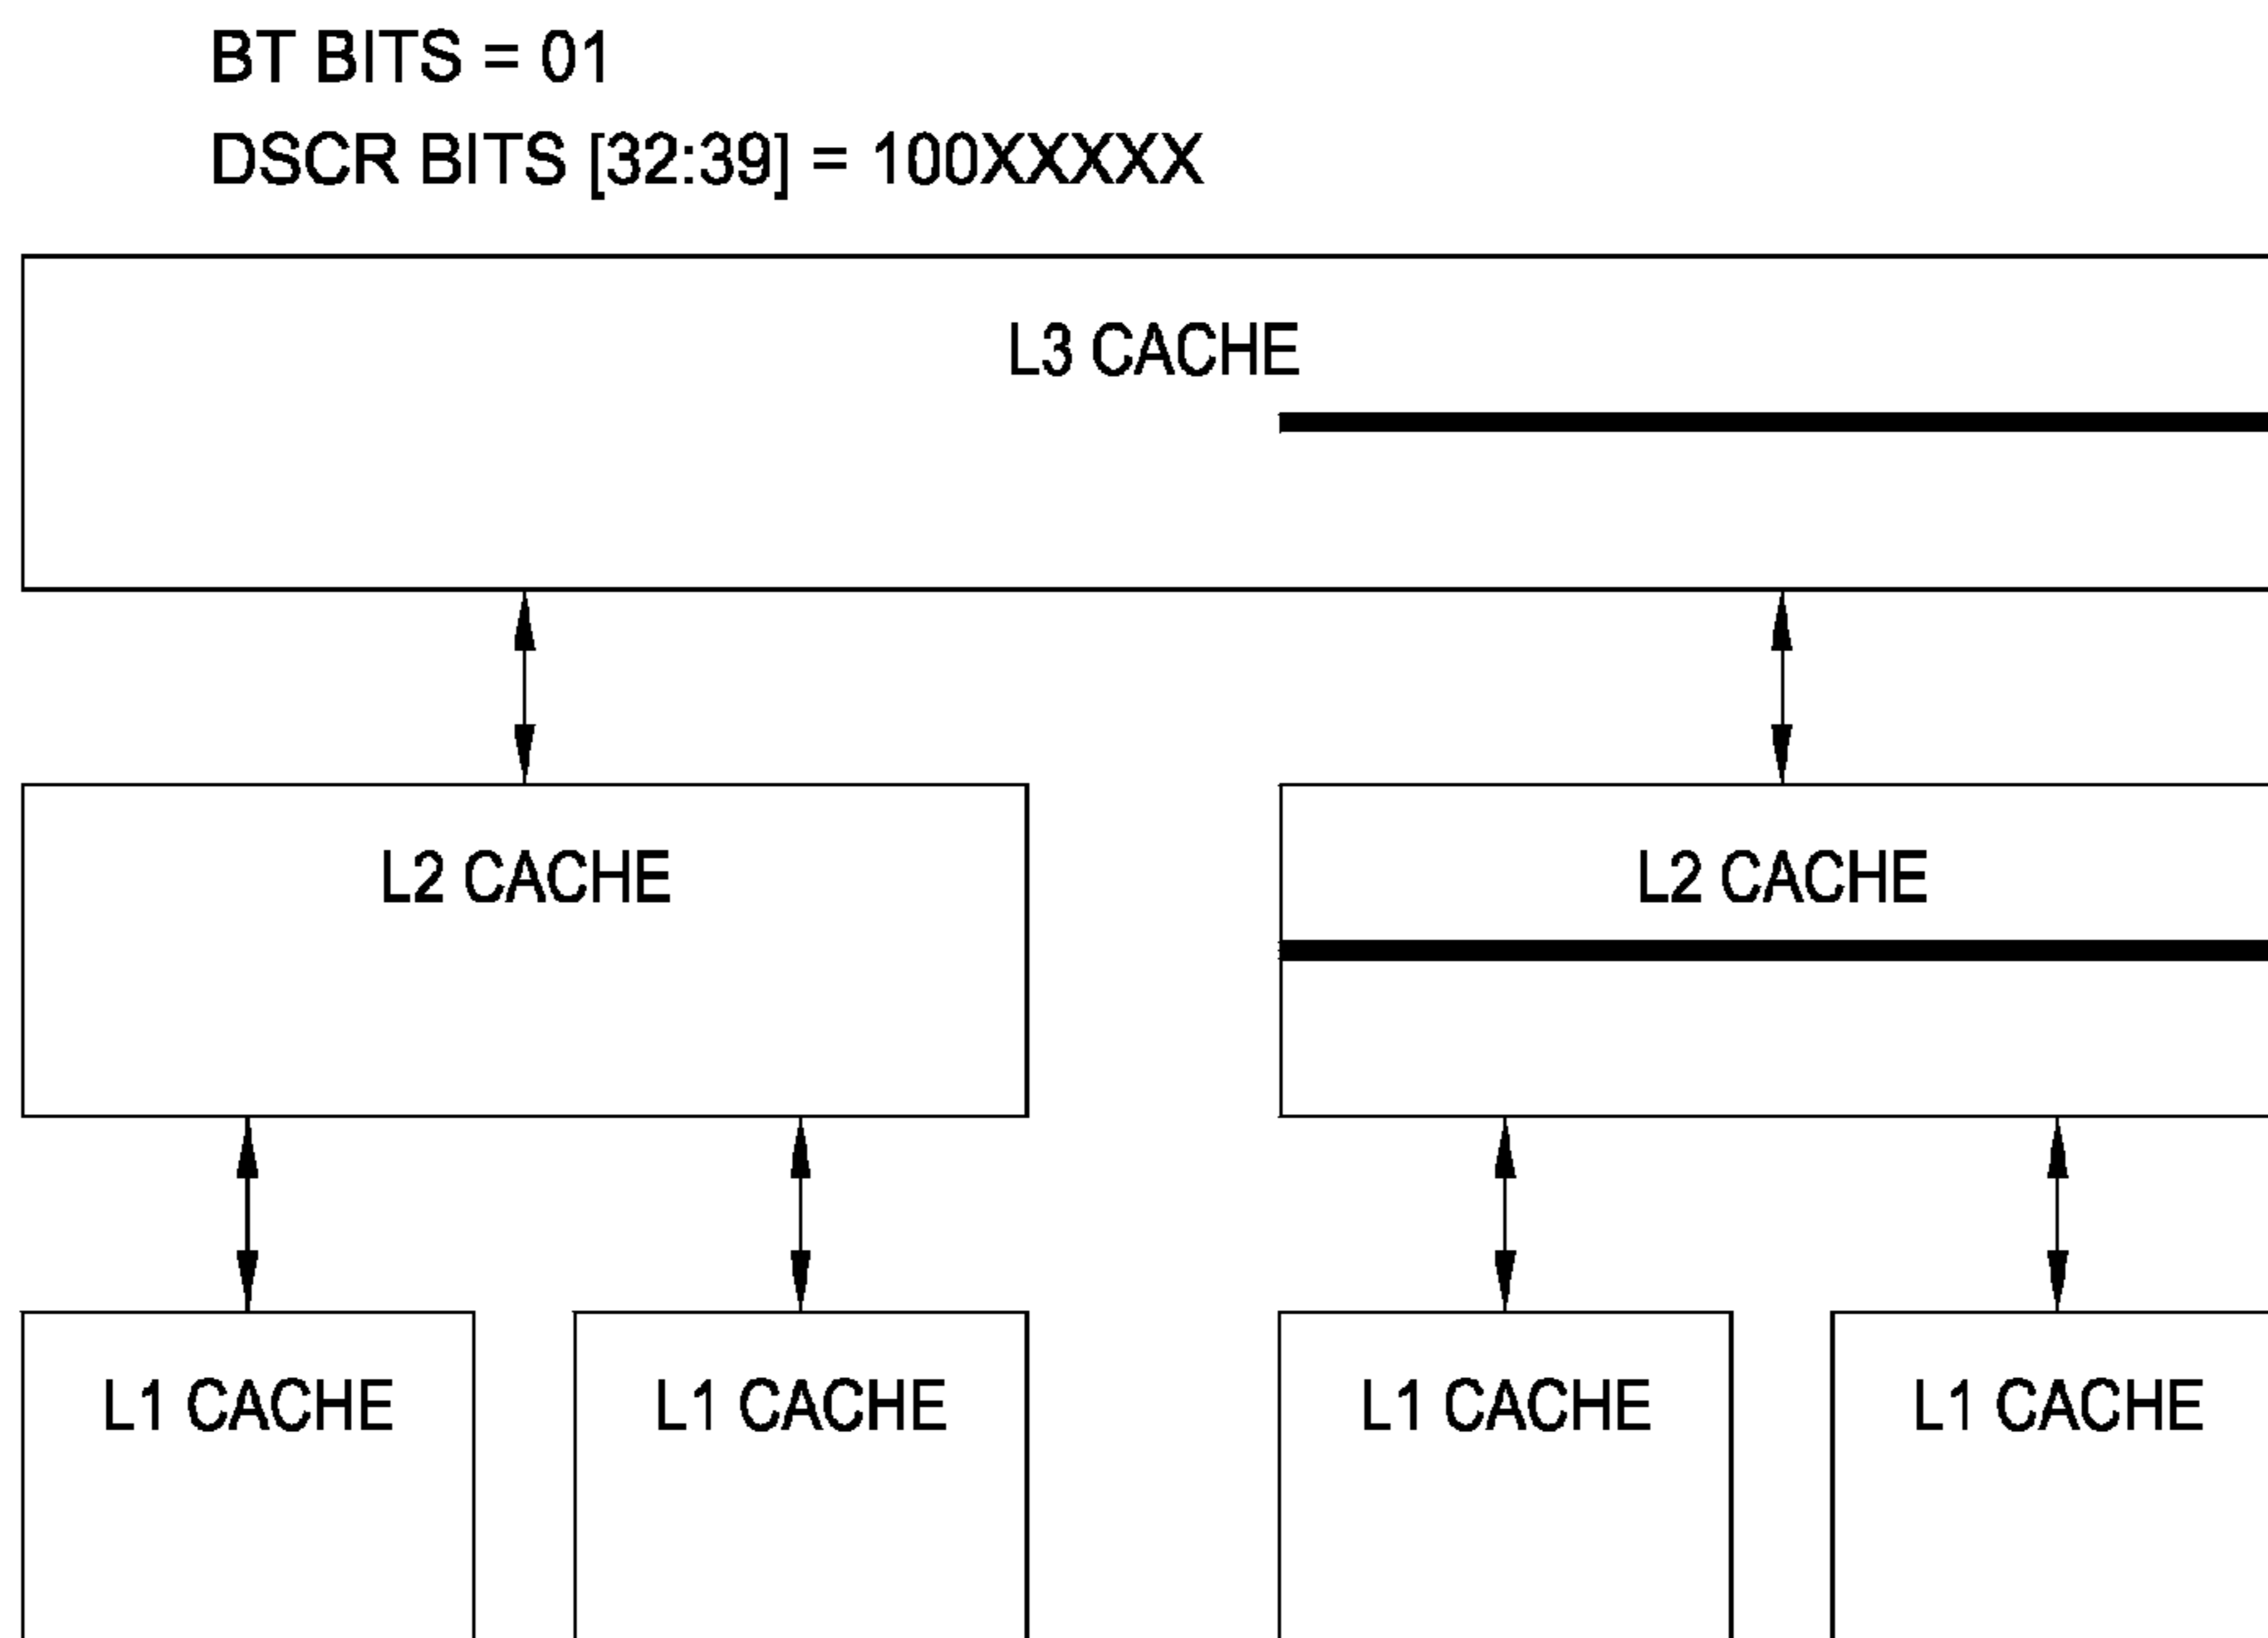 BT BITS = 01
DSCR BITS [32:39] = 100XXXXX
L3 CACHE
L2 CACHE
L2 CACHE
L1 CACHE
L1 CACHE
L1 CACHE
L1 CACHE